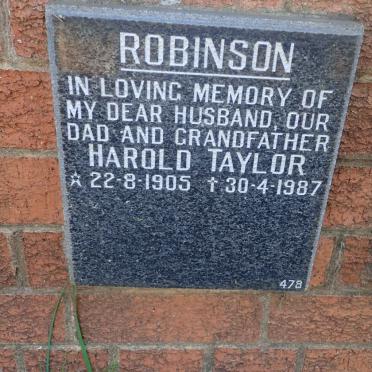 ROBINSON
IN LOVING MEMORY OF
MY DEAR HUSBAND, OUR
DAD AND GRANDFATHER
HAROLD TAYLOR
☆ 22-8-1905 ✝ 30-4-1987
478